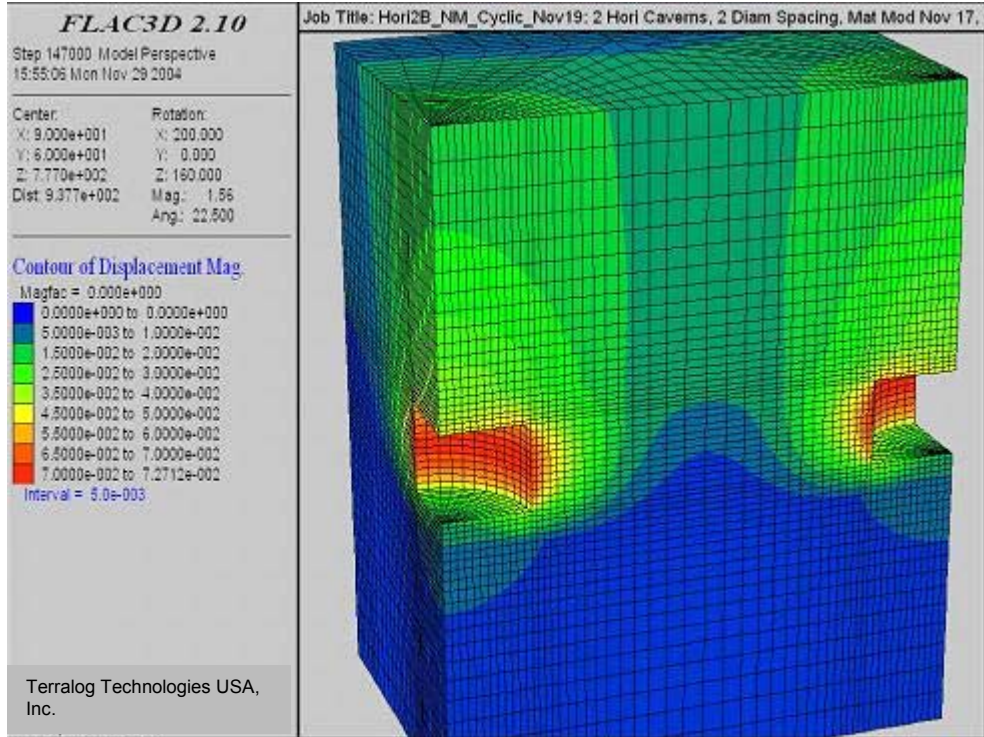 FLAC3D 2.10
Step 147000 Model Perspective
15:55:06 Mon Nov 29 2004
Center:
X: 9.000e+001
Y: 6.000e+001
Z: 7.770e+002
Dist: 9.377e+002
Rotation:
X: 200.000
Y: 0.000
Z: 160.000
Mag.: 1.56
Ang.: 22.500
Contour of Displacement Mag.
Magfac = 0.000e+000
0.0000e+000 to 0.0000e+000
5.0000e-003 to 1.0000e-002
1.5000e-002 to 2.0000e-002
2.5000e-002 to 3.0000e-002
3.5000e-002 to 4.0000e-002
4.5000e-002 to 5.0000e-002
5.5000e-002 to 6.0000e-002
6.5000e-002 to 7.0000e-002
7.0000e-002 to 7.2712e-002
Interval = 5.0e-003
Terralog Technologies USA,
Inc.
Job Title: Hori2B_NM_Cyclic_Nov19: 2 Hori Caverns, 2 Diam Spacing, Mat Mod Nov 17,